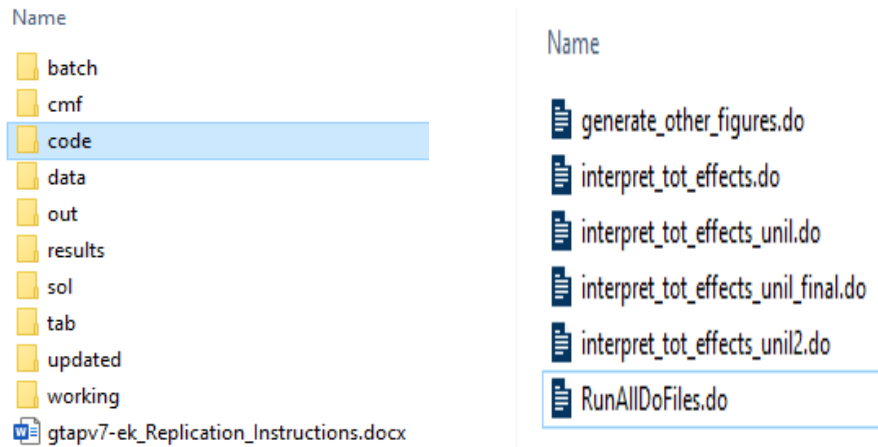 Name
batch
cmf
code
data
out
results
sol
tab
updated
working
gtapv7-ek_Replication_Instructions.docx
Name
generate_other_figures.do
interpret_tot_effects.do
interpret_tot_effects_unil.do
interpret_tot_effects_unil_final.do
interpret_tot_effects_unil2.do
RunAllDoFiles.do